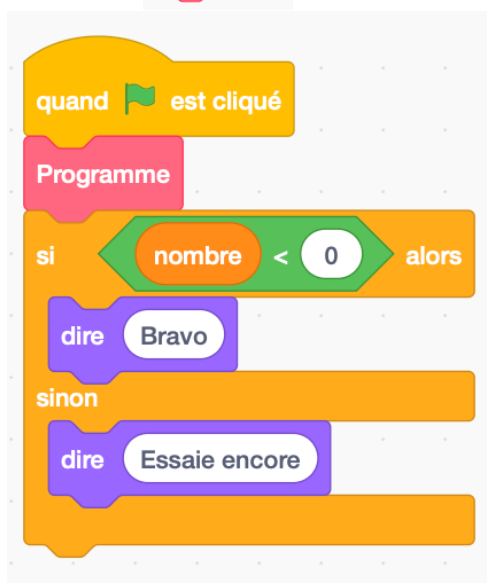 quand est cliqué
Programme
si nombre < 0 alors
dire Bravo
sinon
dire Essaie encore